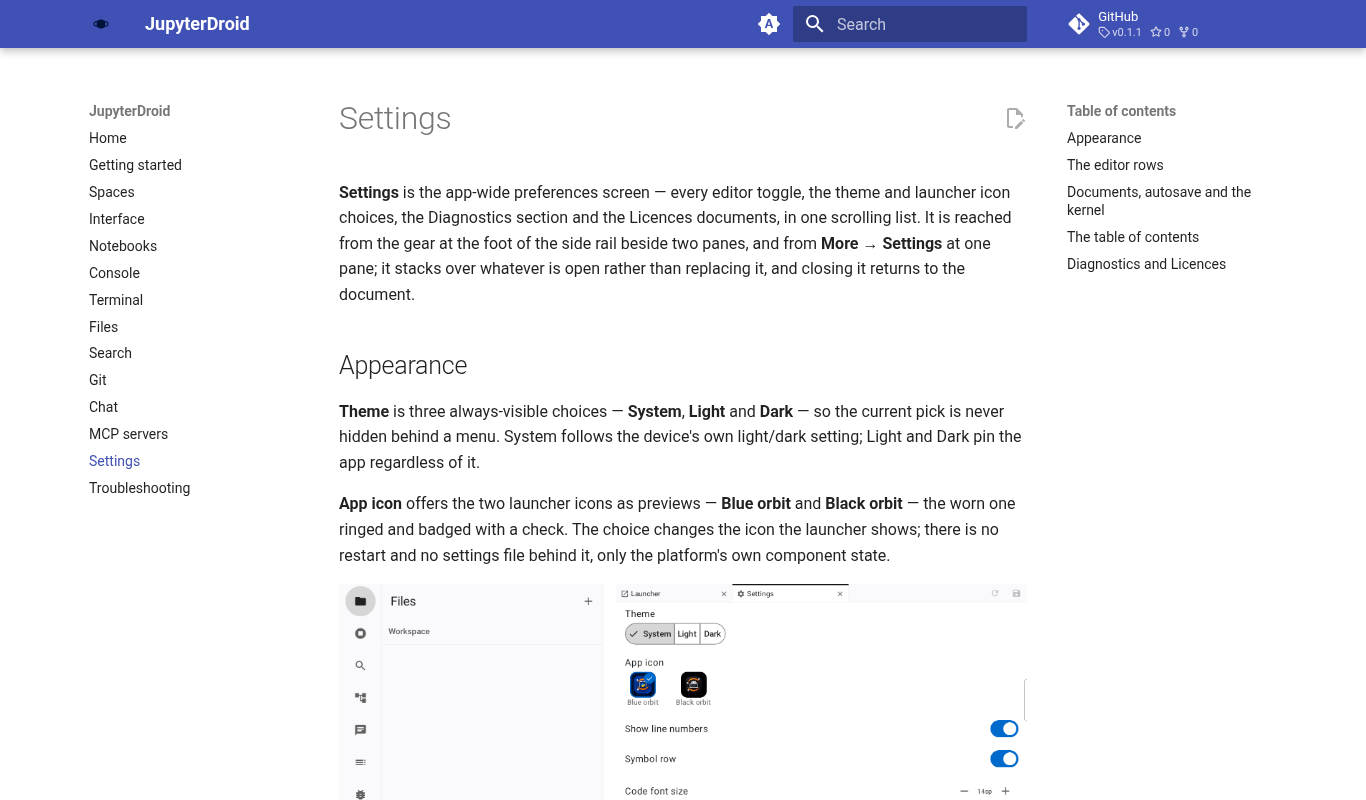 JupyterDroid
Search
GitHub
v0.1.1 0 0
JupyterDroid
Home
Getting started
Spaces
Interface
Notebooks
Console
Terminal
Files
Search
Git
Chat
MCP servers
Settings
Troubleshooting
Settings
Settings is the app-wide preferences screen — every editor toggle, the theme and launcher icon
choices, the Diagnostics section and the Licences documents, in one scrolling list. It is reached
from the gear at the foot of the side rail beside two panes, and from More → Settings at one
pane; it stacks over whatever is open rather than replacing it, and closing it returns to the
document.
Appearance
Theme is three always-visible choices — System, Light and Dark — so the current pick is never
hidden behind a menu. System follows the device's own light/dark setting; Light and Dark pin the
app regardless of it.
App icon offers the two launcher icons as previews — Blue orbit and Black orbit — the worn one
ringed and badged with a check. The choice changes the icon the launcher shows; there is no
restart and no settings file behind it, only the platform's own component state.
Files
Workspace
Launcher
Settings
Theme
System Light Dark
App icon
Blue orbit Black orbit
Show line numbers
Symbol row
Code font size
14sp
Table of contents
Appearance
The editor rows
Documents, autosave and the
kernel
The table of contents
Diagnostics and Licences